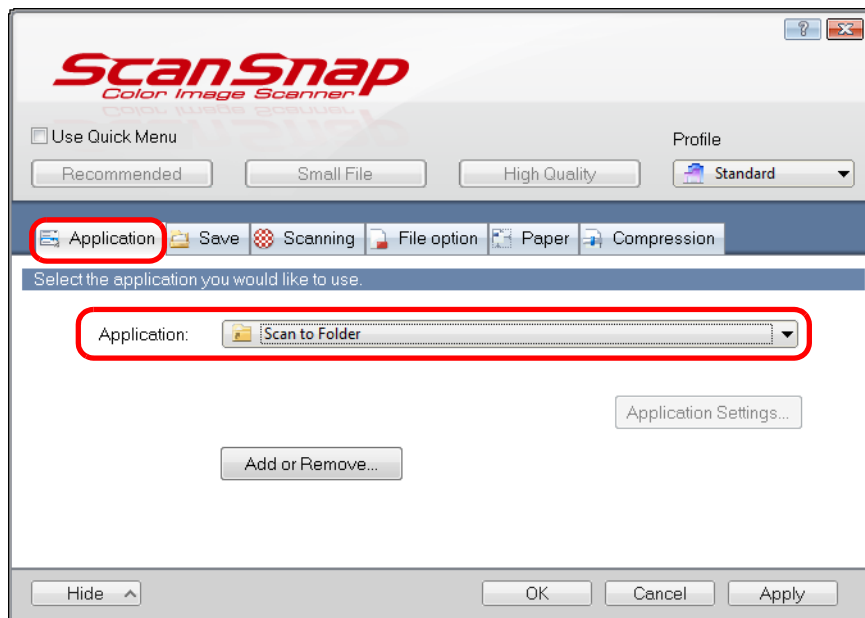 ScanSnap
Color Image Scanner
Use Quick Menu
Profile
Recommended Small File High Quality Standard
Application Save Scanning File option Paper Compression
Select the application you would like to use.
Application: Scan to Folder
Application Settings...
Add or Remove...
Hide OK Cancel Apply